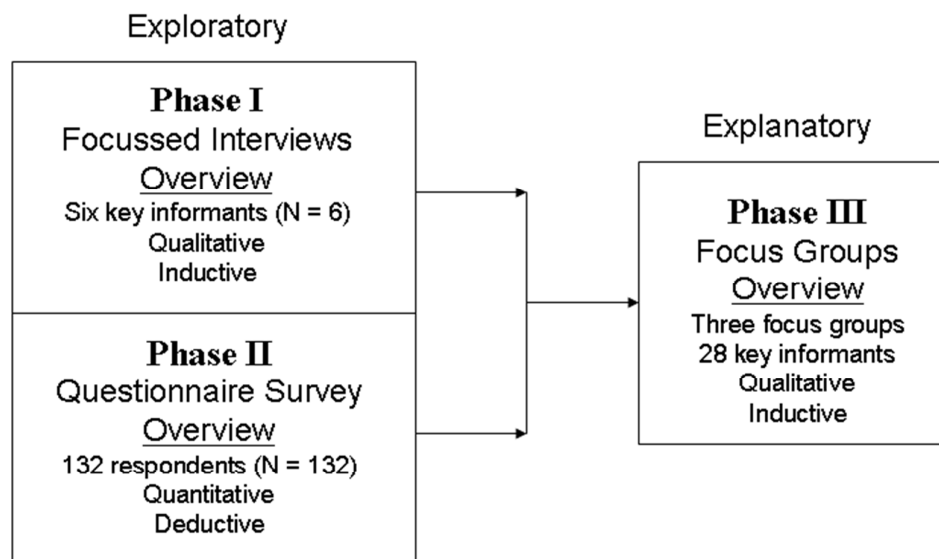 Exploratory
Phase I
Focussed Interviews
Overview
Six key informants (N = 6)
Qualitative
Inductive
Phase II
Questionnaire Survey
Overview
132 respondents (N = 132)
Quantitative
Deductive
Explanatory
Phase III
Focus Groups
Overview
Three focus groups
28 key informants
Qualitative
Inductive